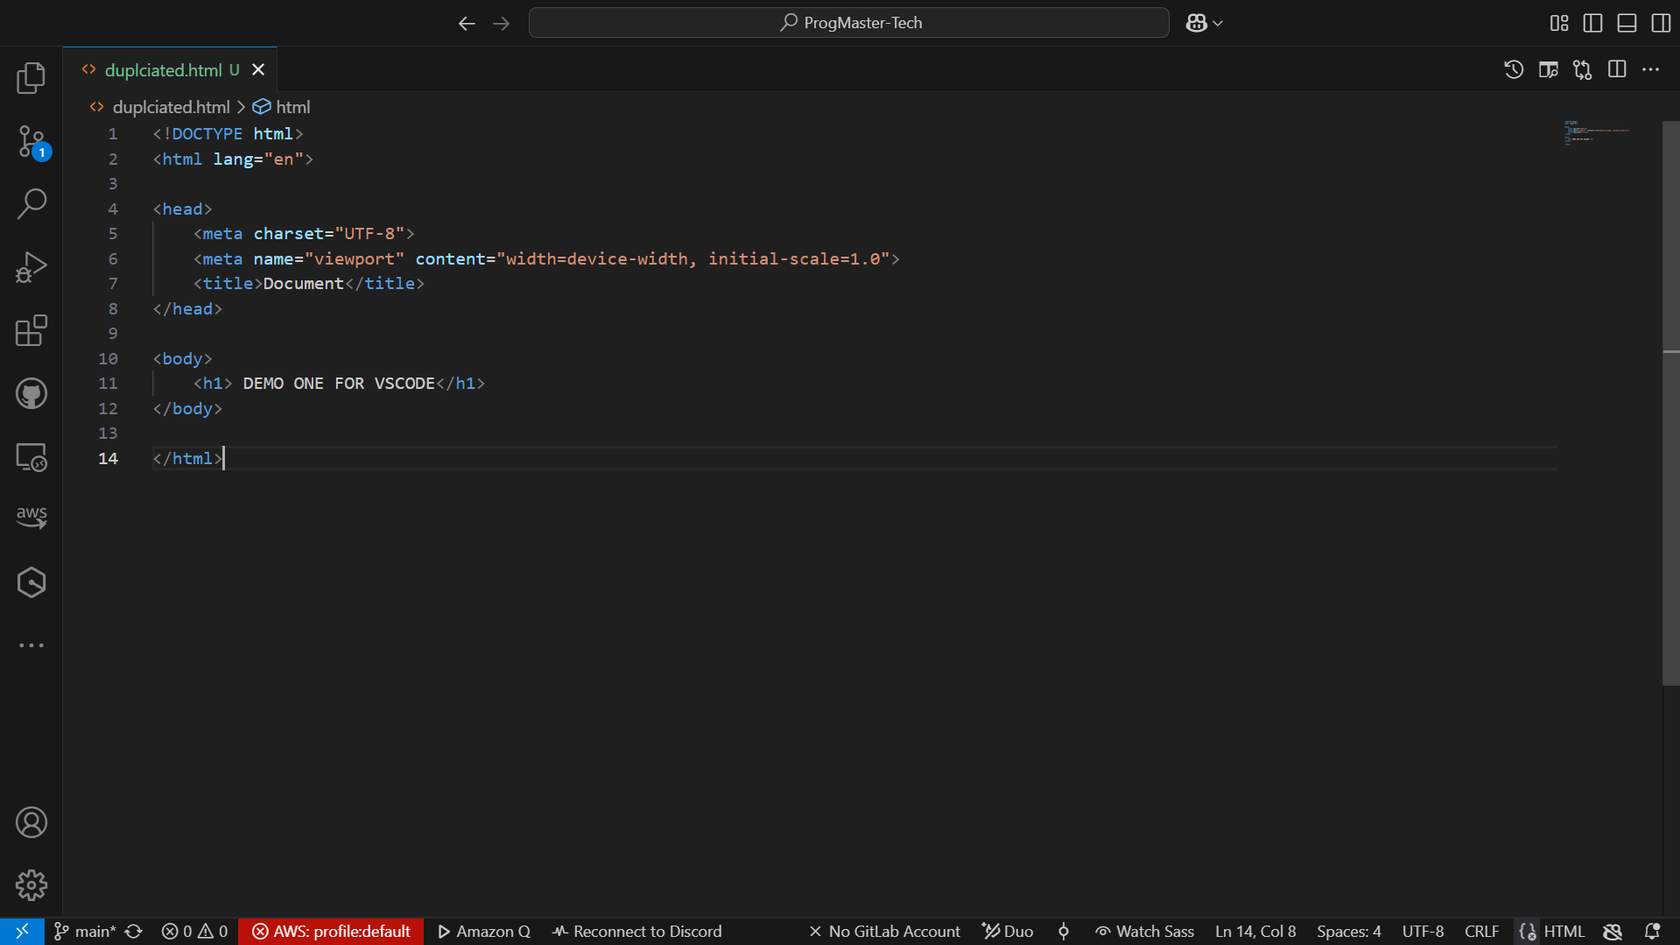 ProgMaster-Tech
duplciated.html U
duplciated.html > html
1 <!DOCTYPE html>
2 <html lang="en">
3
4 <head>
5     <meta charset="UTF-8">
6     <meta name="viewport" content="width=device-width, initial-scale=1.0">
7     <title>Document</title>
8 </head>
9
10 <body>
11     <h1> DEMO ONE FOR VSCODE</h1>
12 </body>
13
14 </html>
1
aws
main* 0 0 AWS: profile:default Amazon Q Reconnect to Discord No GitLab Account Duo Watch Sass Ln 14, Col 8 Spaces: 4 UTF-8 CRLF {} HTML